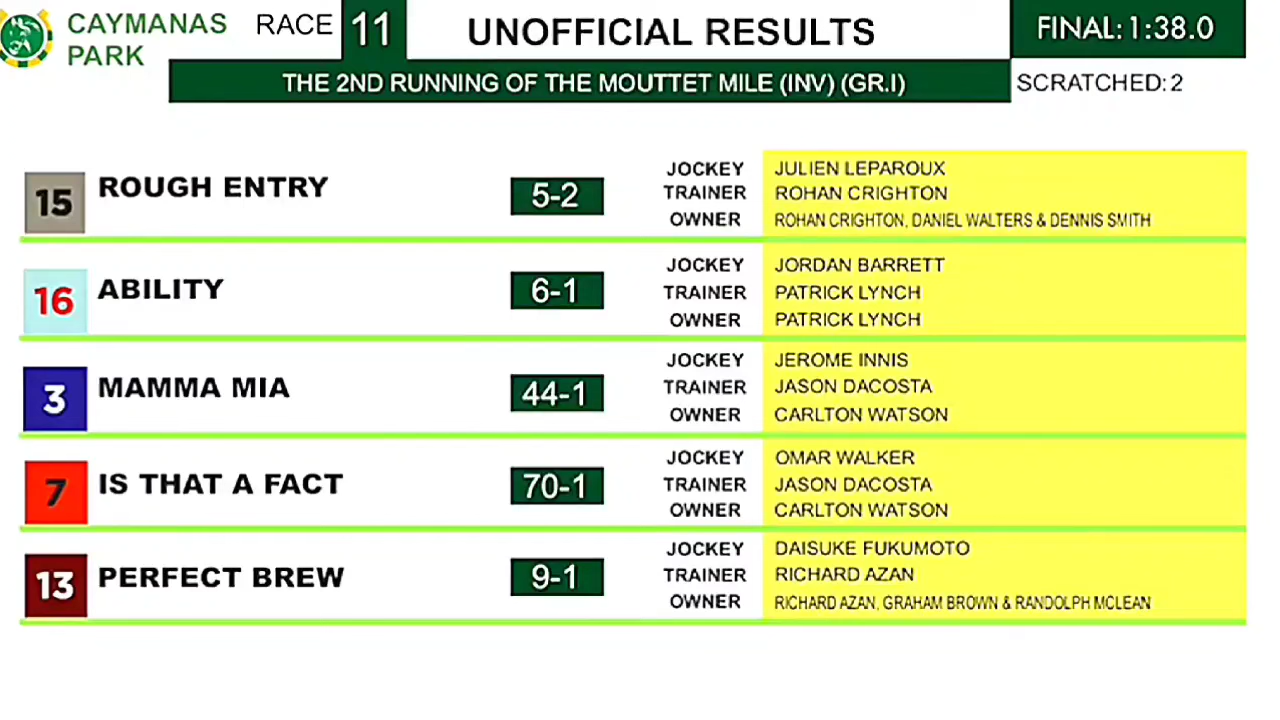 CAYMANAS PARK
RACE 11
UNOFFICIAL RESULTS
FINAL: 1:38.0
THE 2ND RUNNING OF THE MOUTTET MILE (INV) (GR.I)
SCRATCHED: 2
15 ROUGH ENTRY 5-2
JOCKEY JULIEN LEPAROUX
TRAINER ROHAN CRIGHTON
OWNER ROHAN CRIGHTON, DANIEL WALTERS & DENNIS SMITH
16 ABILITY 6-1
JOCKEY JORDAN BARRETT
TRAINER PATRICK LYNCH
OWNER PATRICK LYNCH
3 MAMMA MIA 44-1
JOCKEY JEROME INNIS
TRAINER JASON DACOSTA
OWNER CARLTON WATSON
7 IS THAT A FACT 70-1
JOCKEY OMAR WALKER
TRAINER JASON DACOSTA
OWNER CARLTON WATSON
13 PERFECT BREW 9-1
JOCKEY DAISUKE FUKUMOTO
TRAINER RICHARD AZAN
OWNER RICHARD AZAN, GRAHAM BROWN & RANDOLPH MCLEAN